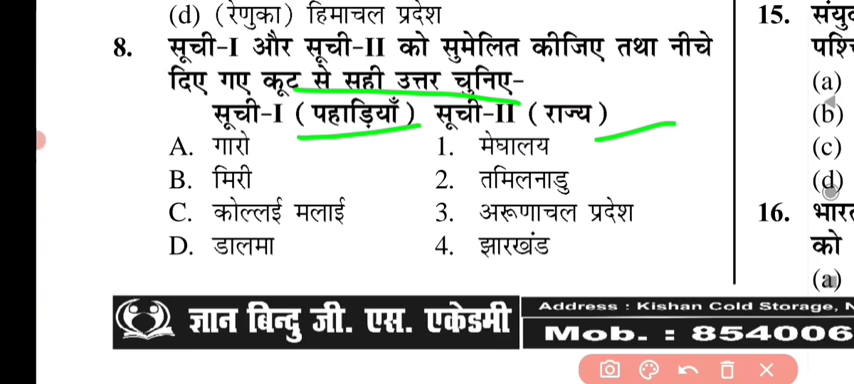 (d) (रेणुका) हिमाचल प्रदेश
8. सूची-I और सूची-II को सुमेलित कीजिए तथा नीचे
दिए गए कूट से सही उत्तर चुनिए-
सूची-I ( पहाड़ियाँ ) सूची-II ( राज्य )
A. गारो 1. मेघालय
B. मिरी 2. तमिलनाडु
C. कोल्लई मलाई 3. अरूणाचल प्रदेश
D. डालमा 4. झारखंड
15.
(a)
(b)
(c)
(d)
16.
को
(a)
ज्ञान बिन्दु जी. एस. एकेडमी
Address : Kishan Cold Storage,
Mob. : 854006